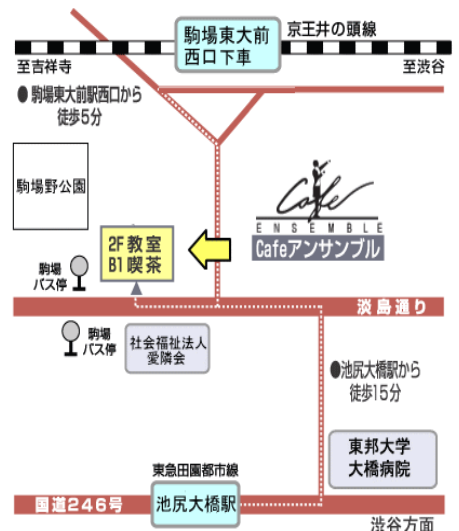 京王井の頭線
駒場東大前
西口下車
至吉祥寺
至渋谷
●駒場東大前駅西口から
徒歩5分
駒場野公園
Cafe
ENSEMBLE
Cafeアンサンブル
2F教室
B1喫茶
駒場
バス停
淡島通り
駒場
バス停
社会福祉法人
愛隣会
●池尻大橋駅から
徒歩15分
東邦大学
大橋病院
東急田園都市線
国道246号
池尻大橋駅
渋谷方面